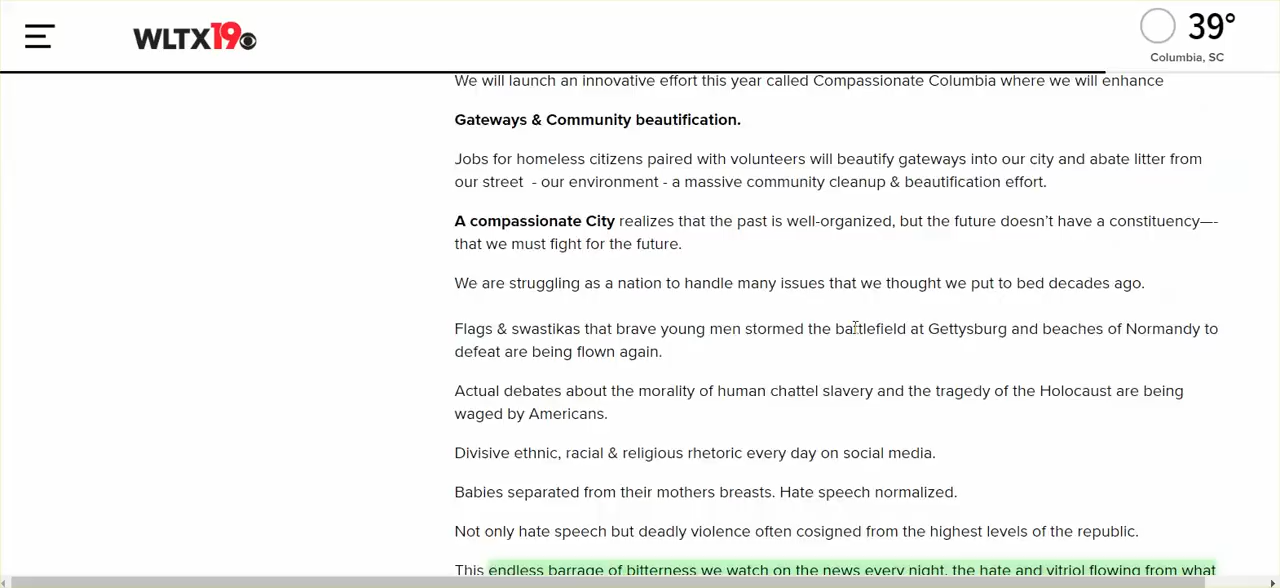 WLTX19
39°
Columbia, SC
We will launch an innovative effort this year called Compassionate Columbia where we will enhance
Gateways & Community beautification.
Jobs for homeless citizens paired with volunteers will beautify gateways into our city and abate litter from
our street - our environment - a massive community cleanup & beautification effort.
A compassionate City realizes that the past is well-organized, but the future doesn’t have a constituency—-
that we must fight for the future.
We are struggling as a nation to handle many issues that we thought we put to bed decades ago.
Flags & swastikas that brave young men stormed the battlefield at Gettysburg and beaches of Normandy to
defeat are being flown again.
Actual debates about the morality of human chattel slavery and the tragedy of the Holocaust are being
waged by Americans.
Divisive ethnic, racial & religious rhetoric every day on social media.
Babies separated from their mothers breasts. Hate speech normalized.
Not only hate speech but deadly violence often cosigned from the highest levels of the republic.
This endless barrage of bitterness we watch on the news every night, the hate and vitriol flowing from what